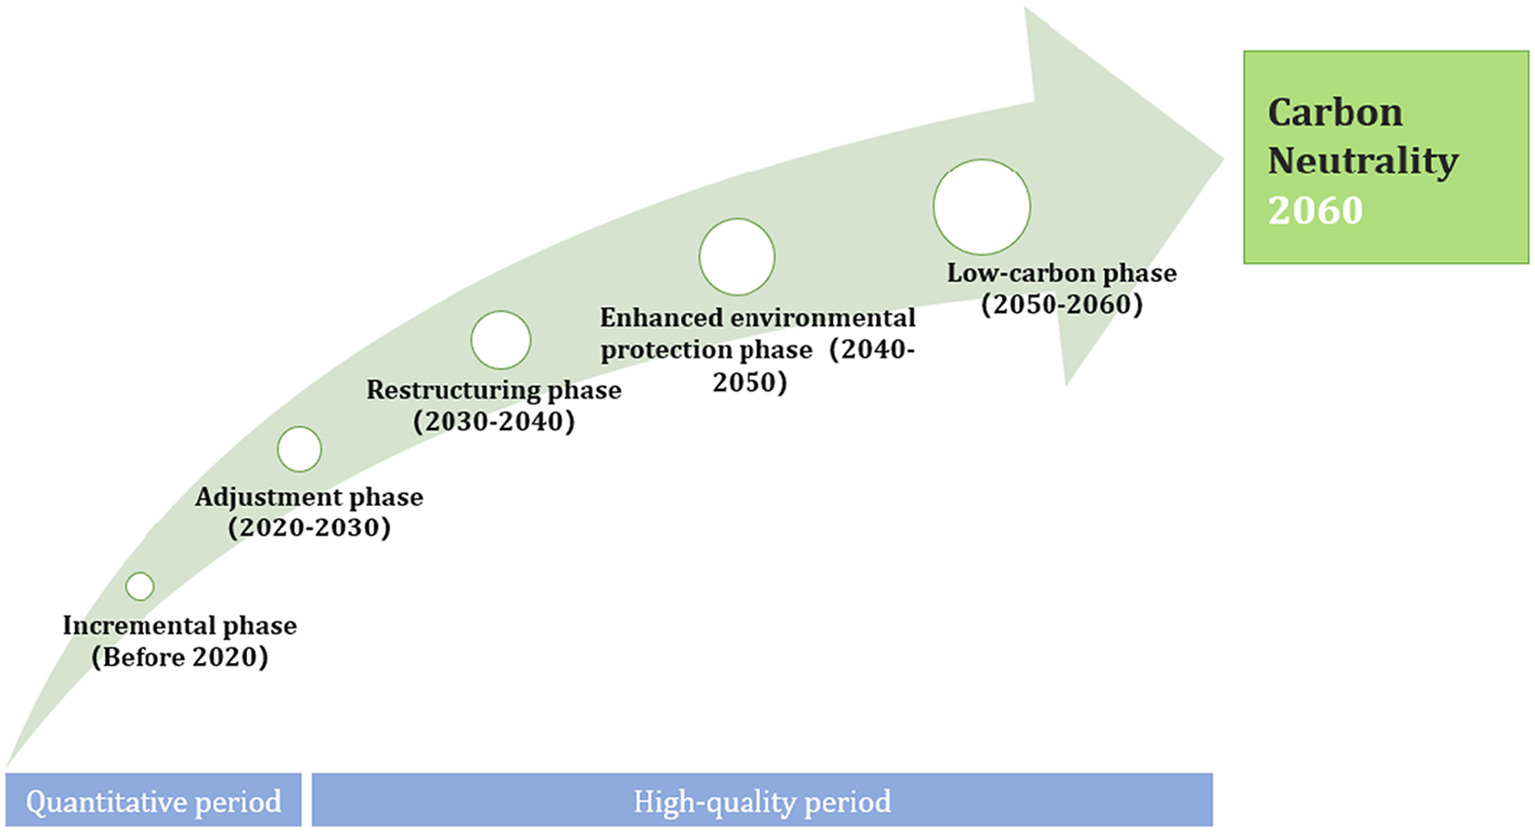 Carbon
Neutrality
2060
Low-carbon phase
(2050-2060)
Enhanced environmental
protection phase (2040-
2050)
Restructuring phase
(2030-2040)
Adjustment phase
(2020-2030)
Incremental phase
(Before 2020)
Quantitative period
High-quality period